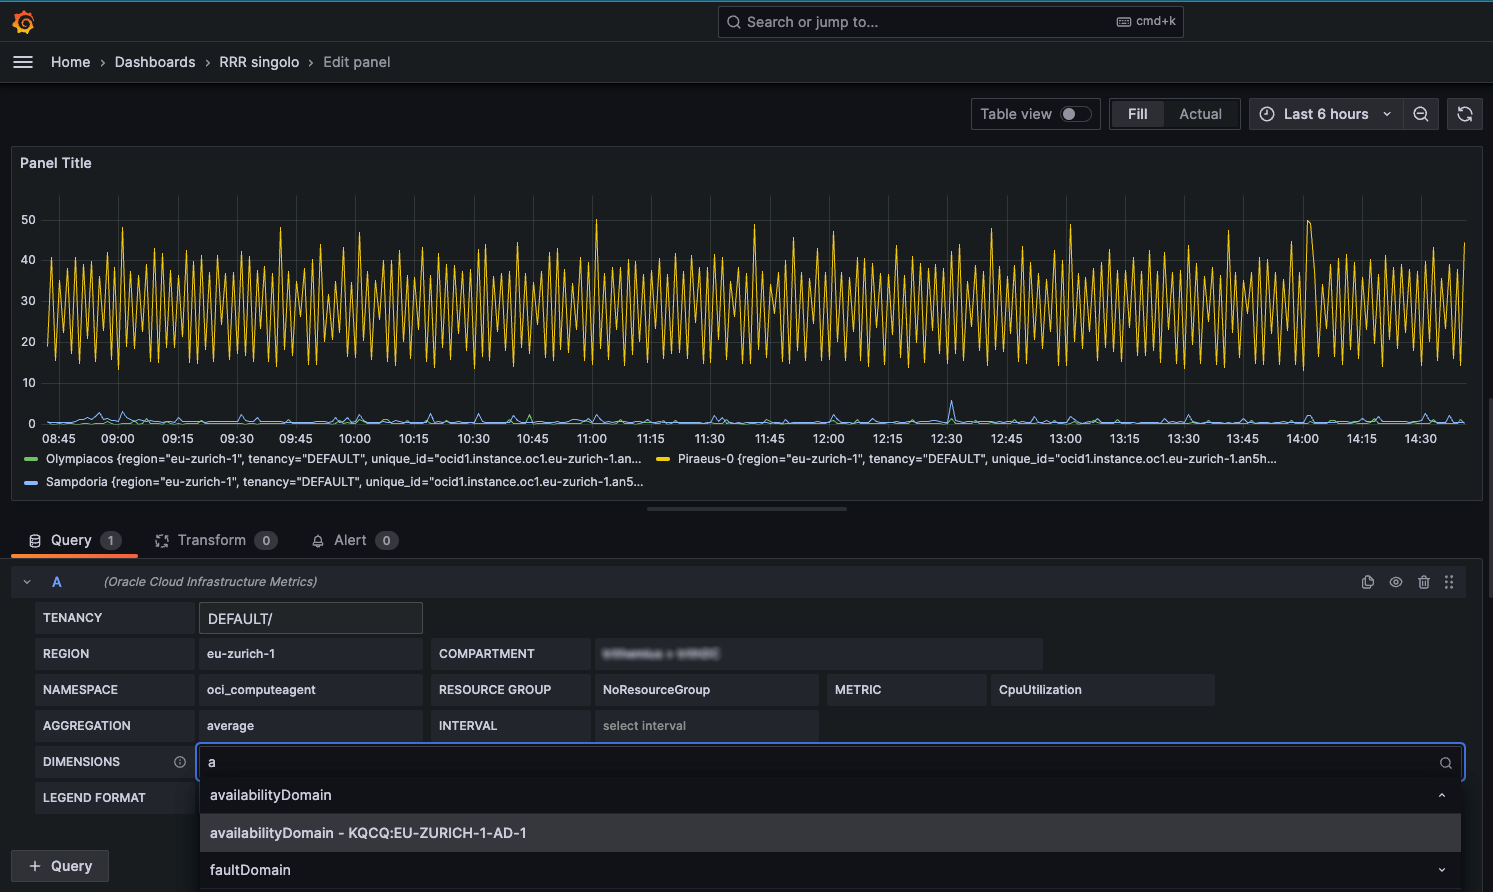 Search or jump to...
cmd+k
Home › Dashboards › RRR singolo › Edit panel
Table view
Fill
Actual
Last 6 hours
Panel Title
50
40
30
20
10
0
08:45 09:00 09:15 09:30 09:45 10:00 10:15 10:30 10:45 11:00 11:15 11:30 11:45 12:00 12:15 12:30 12:45 13:00 13:15 13:30 13:45 14:00 14:15 14:30
Olympiacos {region="eu-zurich-1", tenancy="DEFAULT", unique_id="ocid1.instance.oc1.eu-zurich-1.an...
Piraeus-0 {region="eu-zurich-1", tenancy="DEFAULT", unique_id="ocid1.instance.oc1.eu-zurich-1.an5h...
Sampdoria {region="eu-zurich-1", tenancy="DEFAULT", unique_id="ocid1.instance.oc1.eu-zurich-1.an5...
Query 1
Transform 0
Alert 0
A (Oracle Cloud Infrastructure Metrics)
TENANCY DEFAULT/
REGION eu-zurich-1 COMPARTMENT
NAMESPACE oci_computeagent RESOURCE GROUP NoResourceGroup METRIC CpuUtilization
AGGREGATION average INTERVAL select interval
DIMENSIONS a
LEGEND FORMAT
availabilityDomain
availabilityDomain - KQCQ:EU-ZURICH-1-AD-1
faultDomain
+ Query